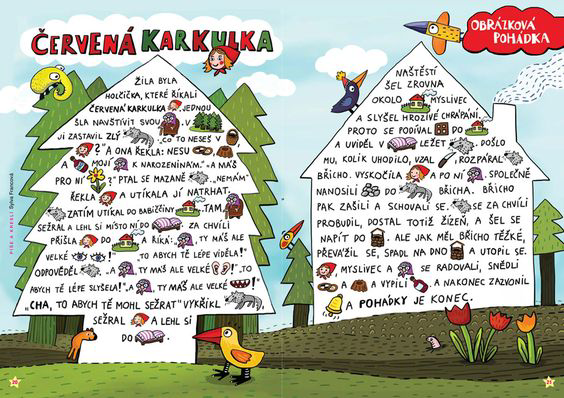 ČERVENÁ KARKULKA
ŽILA BYLA
HOLČIČKA, KTERÉ ŘÍKALI
ČERVENÁ KARKULKA. JEDNOU
ŠLA NAVŠTÍVIT SVOU V
JI ZASTAVIL ZLÝ „CO TO NESEŠ V
?“ A ONA ŘEKLA: NESU
A MOJÍ K NAROZENINÁM.“ „A MÁŠ
PRO NI ?“ PTAL SE MAZANĚ „NEMÁM“
ŘEKLA A UTÍKALA JÍ NATRHAT.
ZATÍM UTÍKAL DO BABIČČINY TAM,
SEŽRAL A LEHL SI MÍSTO NÍ DO ZA CHVÍLI
PŘIŠLA DO A ŘÍKÁ: TY MÁŠ ALE
VELKÉ !“ „TO ABYCH TĚ LÉPE VIDĚLA!“
ODPOVĚDĚL „A TY MÁŠ ALE VELKÉ !“ „TO
ABYCH TĚ LÉPE SLYŠELA!“ „A TY MÁŠ ALE VELKÉ !“
„CHA, TO ABYCH TĚ MOHL SEŽRAT“ VYKŘIKL
SEŽRAL A LEHL SI
DO
PÍŠE A KRESLÍ Sylva Francová
20
OBRÁZKOVÁ
POHÁDKA
NAŠTĚSTÍ
ŠEL ZROVNA
OKOLO MYSLIVEC
A SLYŠEL HROZIVÉ CHRÁPÁNÍ.
PROTO SE PODÍVAL DO
A UVIDĚL V LEŽET DOŠLO
MU, KOLIK UHODILO, VZAL ROZPÁRAL
BŘICHO. VYSKOČILA A PO NÍ SPOLEČNĚ
NANOSILI DO BŘICHA. BŘICHO
PAK ZAŠILI A SCHOVALI SE. SE ZA CHVÍLI
PROBUDIL, DOSTAL TOTIŽ ŽÍZEŇ, A ŠEL SE
NAPÍT DO ALE JAK MĚL BŘICHO TĚŽKÉ,
PŘEVÁŽIL SE, SPADL NA DNO A UTOPIL SE.
MYSLIVEC A SE RADOVALI, SNĚDLI
A A VYPILI A NAKONEC ZAZVONIL
A POHÁDKY JE KONEC.
21